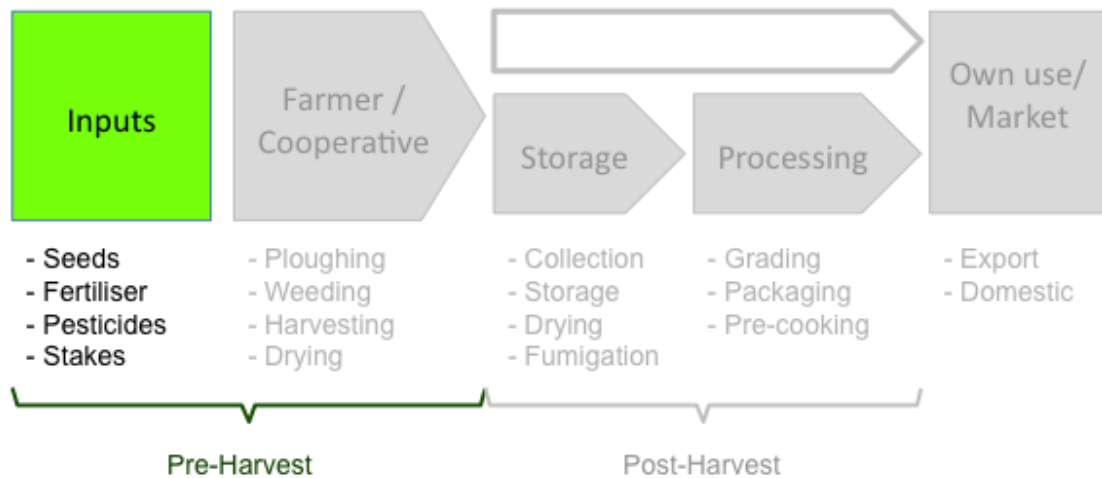 Inputs
Farmer /
Cooperative
Storage
Processing
Own use/
Market
- Seeds
- Fertiliser
- Pesticides
- Stakes
- Ploughing
- Weeding
- Harvesting
- Drying
- Collection
- Storage
- Drying
- Fumigation
- Grading
- Packaging
- Pre-cooking
- Export
- Domestic
Pre-Harvest
Post-Harvest